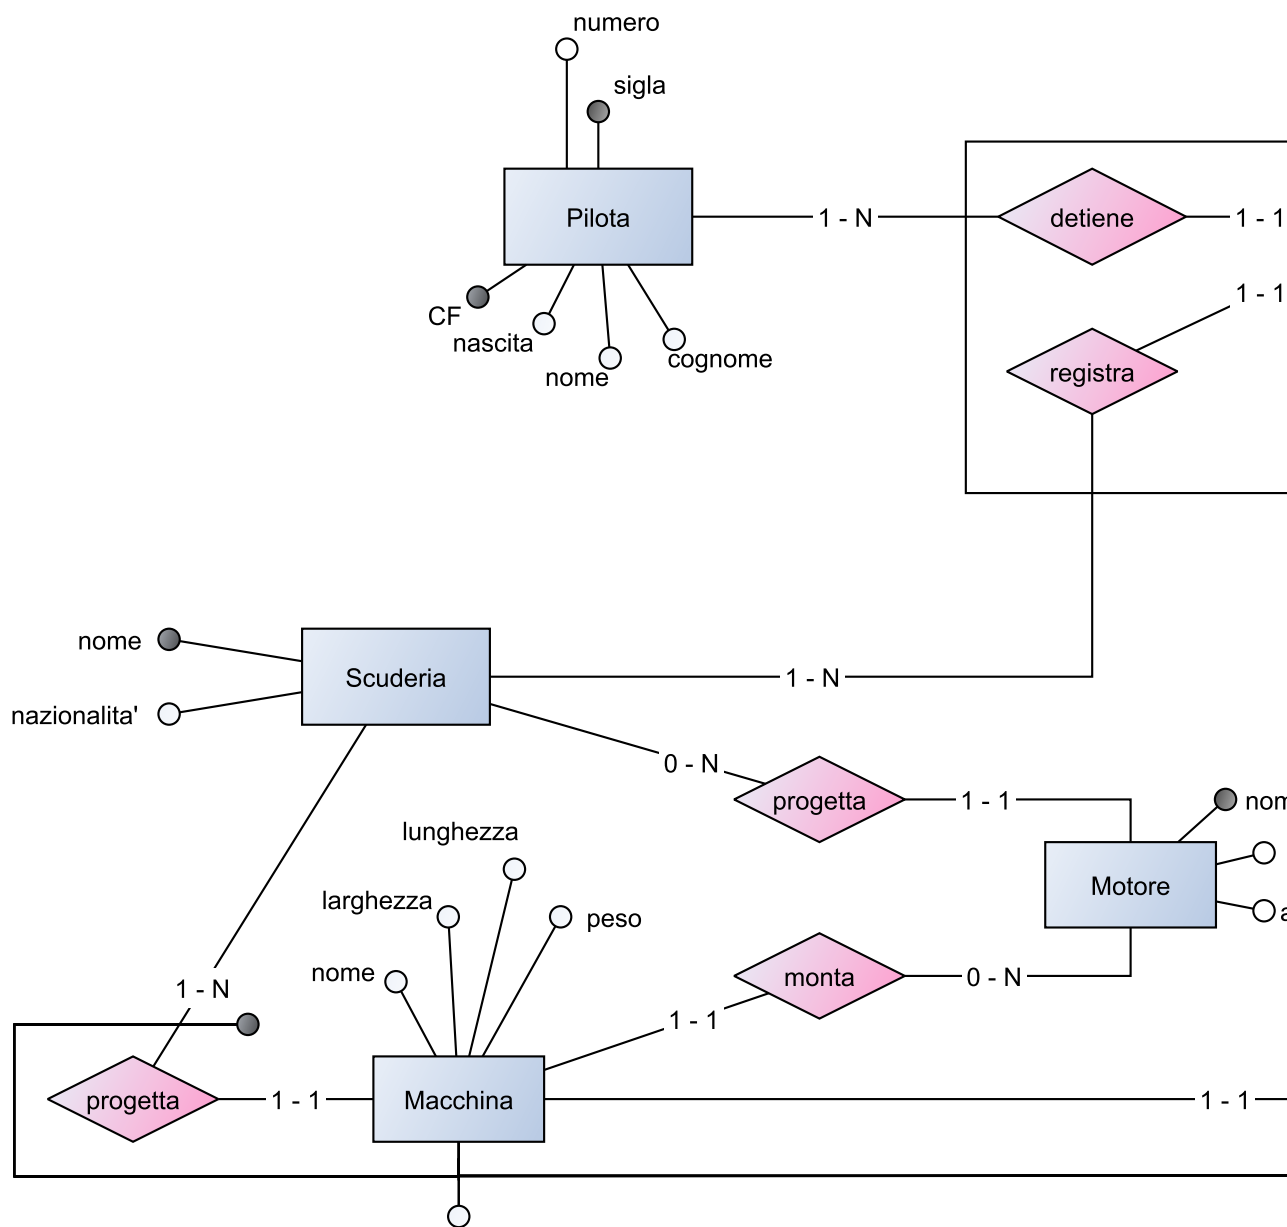 numero
sigla
Pilota
1 - N
detiene
1 - 1
1 - 1
CF
nascita
nome
cognome
registra
nome
Scuderia
1 - N
nazionalita'
0 - N
progetta
1 - 1
lunghezza
Motore
larghezza
peso
nome
monta
0 - N
1 - N
1 - 1
progetta
1 - 1
Macchina
1 - 1